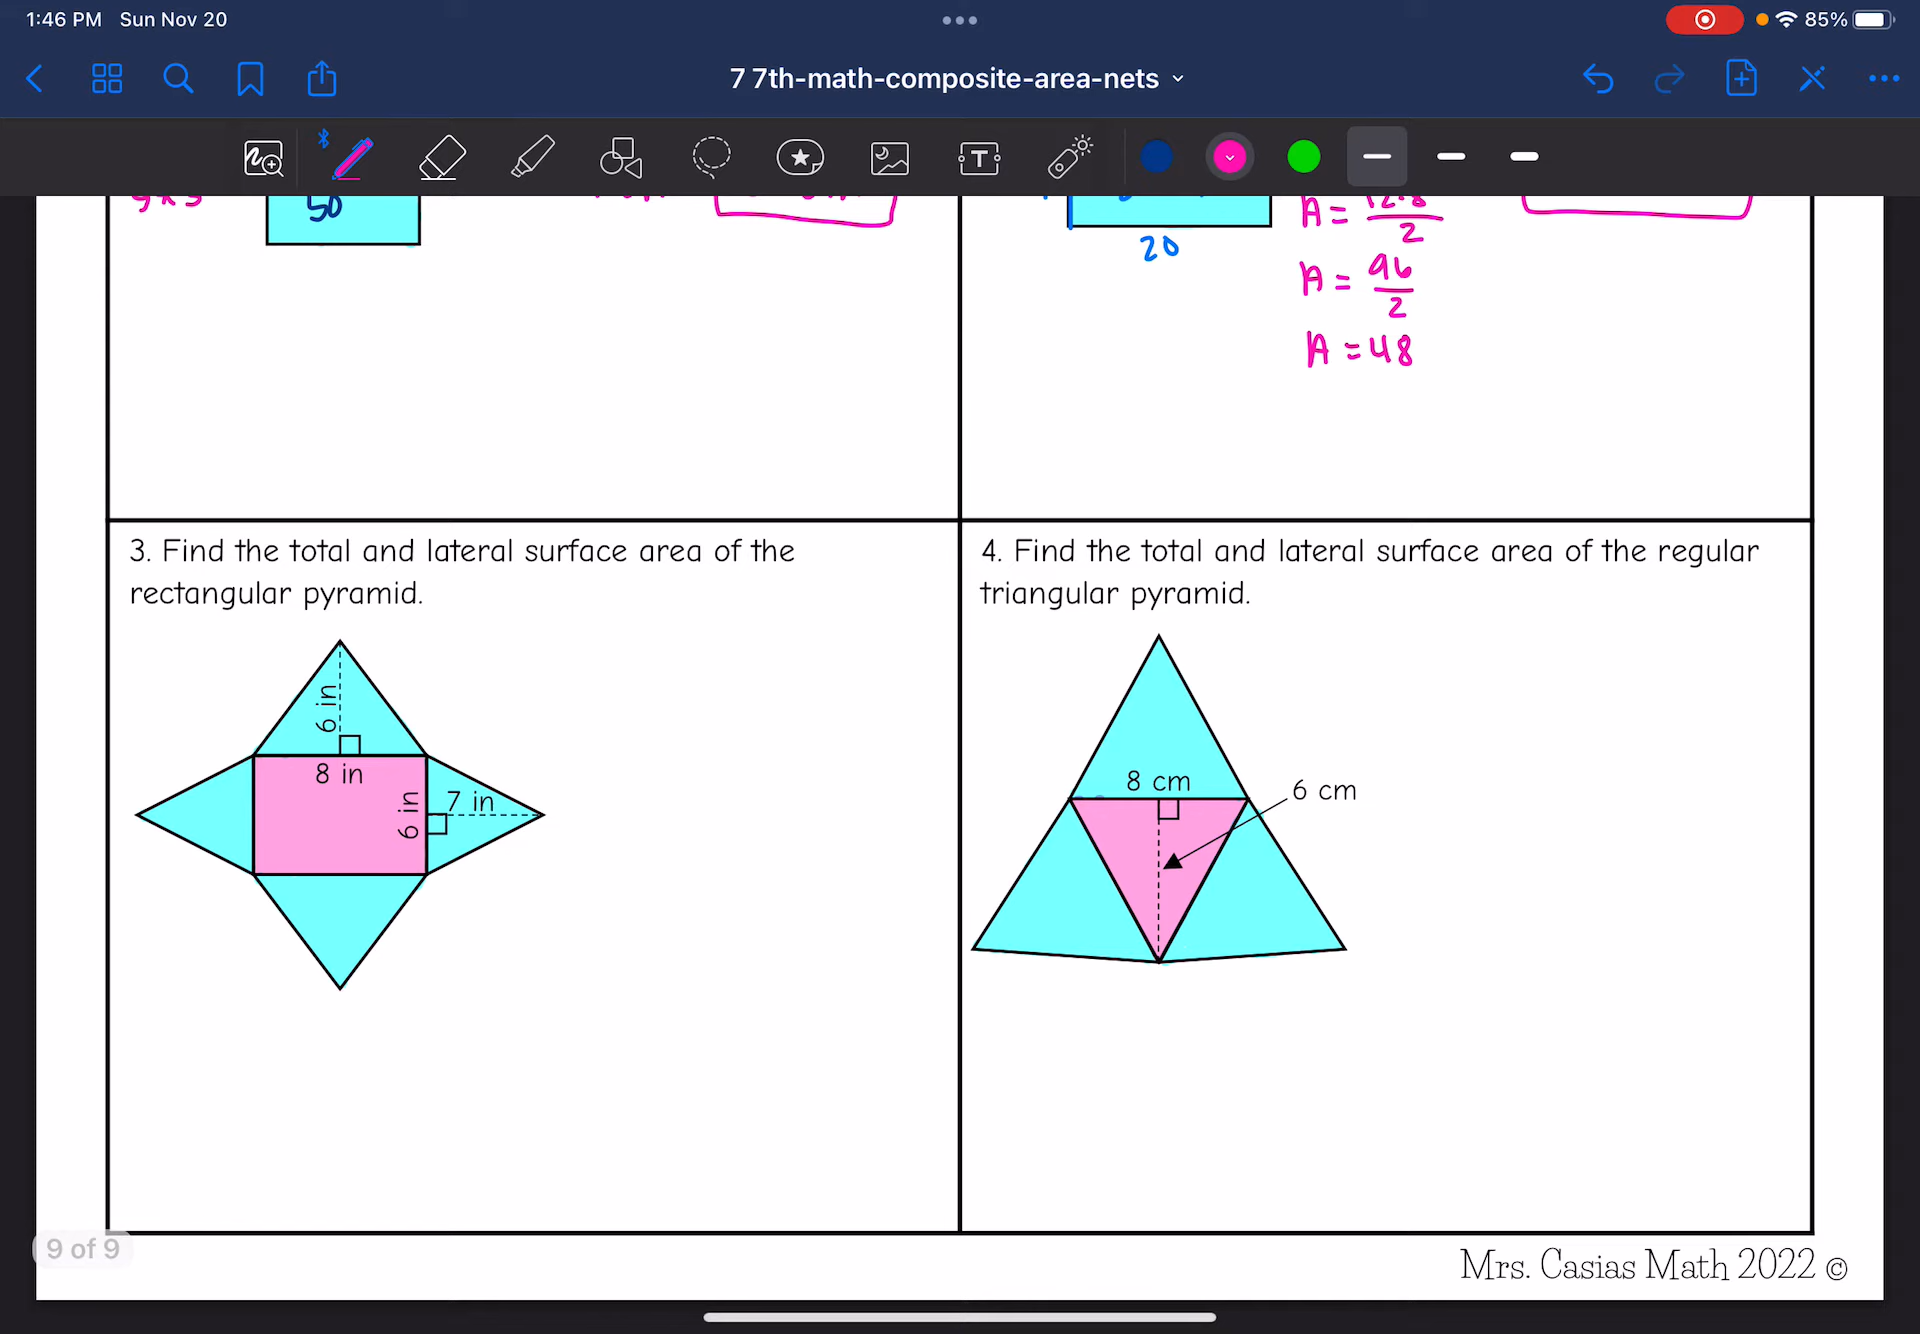 1:46 PM Sun Nov 20
85%
7 7th-math-composite-area-nets
T
50
20
A =
2
A = 96
2
A = 48
3. Find the total and lateral surface area of the
rectangular pyramid.
6 in
8 in
6 in
7 in
4. Find the total and lateral surface area of the regular
triangular pyramid.
8 cm
6 cm
9 of 9
Mrs. Casias Math 2022 ©